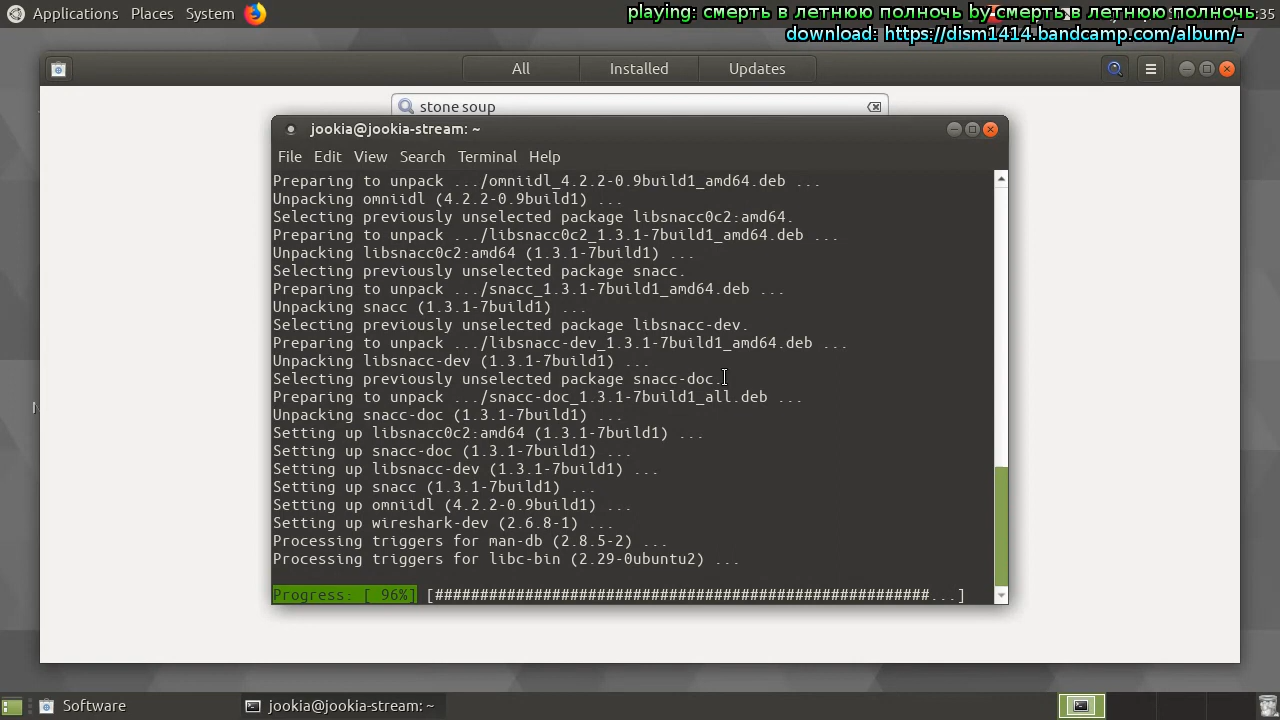 Applications Places System
playing: смерть в летнюю полночь by смерть в летнюю полночь
:35
download: https://dism1414.bandcamp.com/album/-
All Installed Updates
stone soup
jookia@jookia-stream: ~
File Edit View Search Terminal Help
Preparing to unpack .../omniidl_4.2.2-0.9build1_amd64.deb ...
Unpacking omniidl (4.2.2-0.9build1) ...
Selecting previously unselected package libsnacc0c2:amd64.
Preparing to unpack .../libsnacc0c2_1.3.1-7build1_amd64.deb ...
Unpacking libsnacc0c2:amd64 (1.3.1-7build1) ...
Selecting previously unselected package snacc.
Preparing to unpack .../snacc_1.3.1-7build1_amd64.deb ...
Unpacking snacc (1.3.1-7build1) ...
Selecting previously unselected package libsnacc-dev.
Preparing to unpack .../libsnacc-dev_1.3.1-7build1_amd64.deb ...
Unpacking libsnacc-dev (1.3.1-7build1) ...
Selecting previously unselected package snacc-doc.
Preparing to unpack .../snacc-doc_1.3.1-7build1_all.deb ...
Unpacking snacc-doc (1.3.1-7build1) ...
Setting up libsnacc0c2:amd64 (1.3.1-7build1) ...
Setting up snacc-doc (1.3.1-7build1) ...
Setting up libsnacc-dev (1.3.1-7build1) ...
Setting up snacc (1.3.1-7build1) ...
Setting up omniidl (4.2.2-0.9build1) ...
Setting up wireshark-dev (2.6.8-1) ...
Processing triggers for man-db (2.8.5-2) ...
Processing triggers for libc-bin (2.29-0ubuntu2) ...
Progress: [ 96%] [#######################################################...]
Software
jookia@jookia-stream: ~